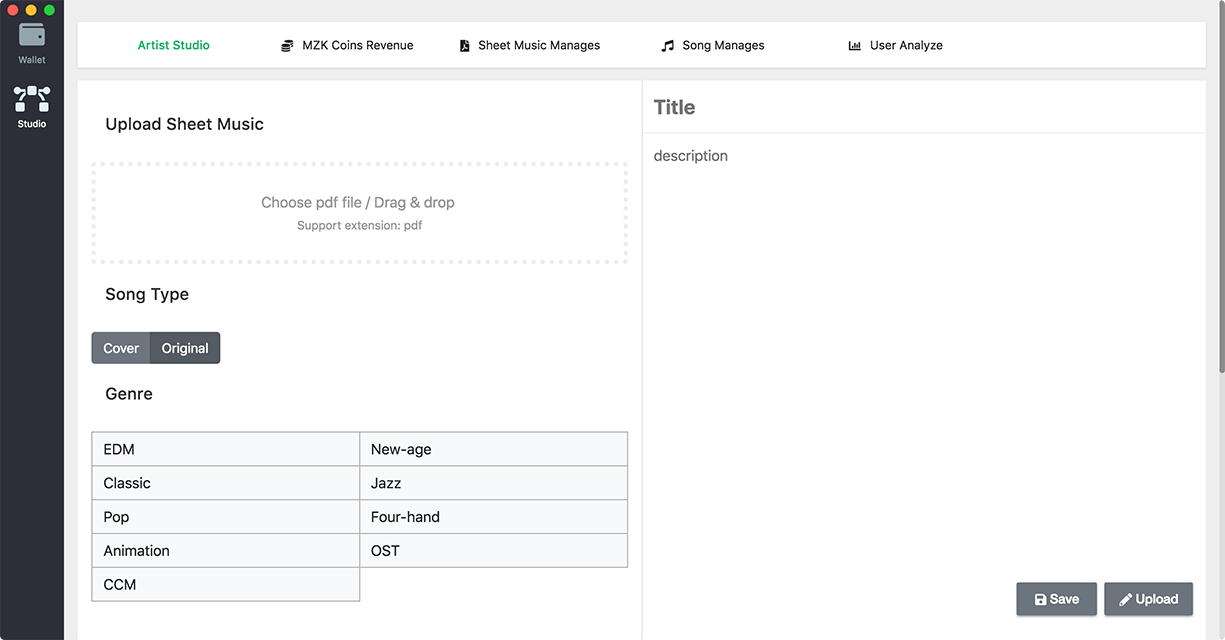 Wallet
Studio
Artist Studio
MZK Coins Revenue
Sheet Music Manages
Song Manages
User Analyze
Upload Sheet Music
Choose pdf file / Drag & drop
Support extension: pdf
Song Type
Cover
Original
Genre
EDM
New-age
Classic
Jazz
Pop
Four-hand
Animation
OST
CCM
Title
description
Save
Upload